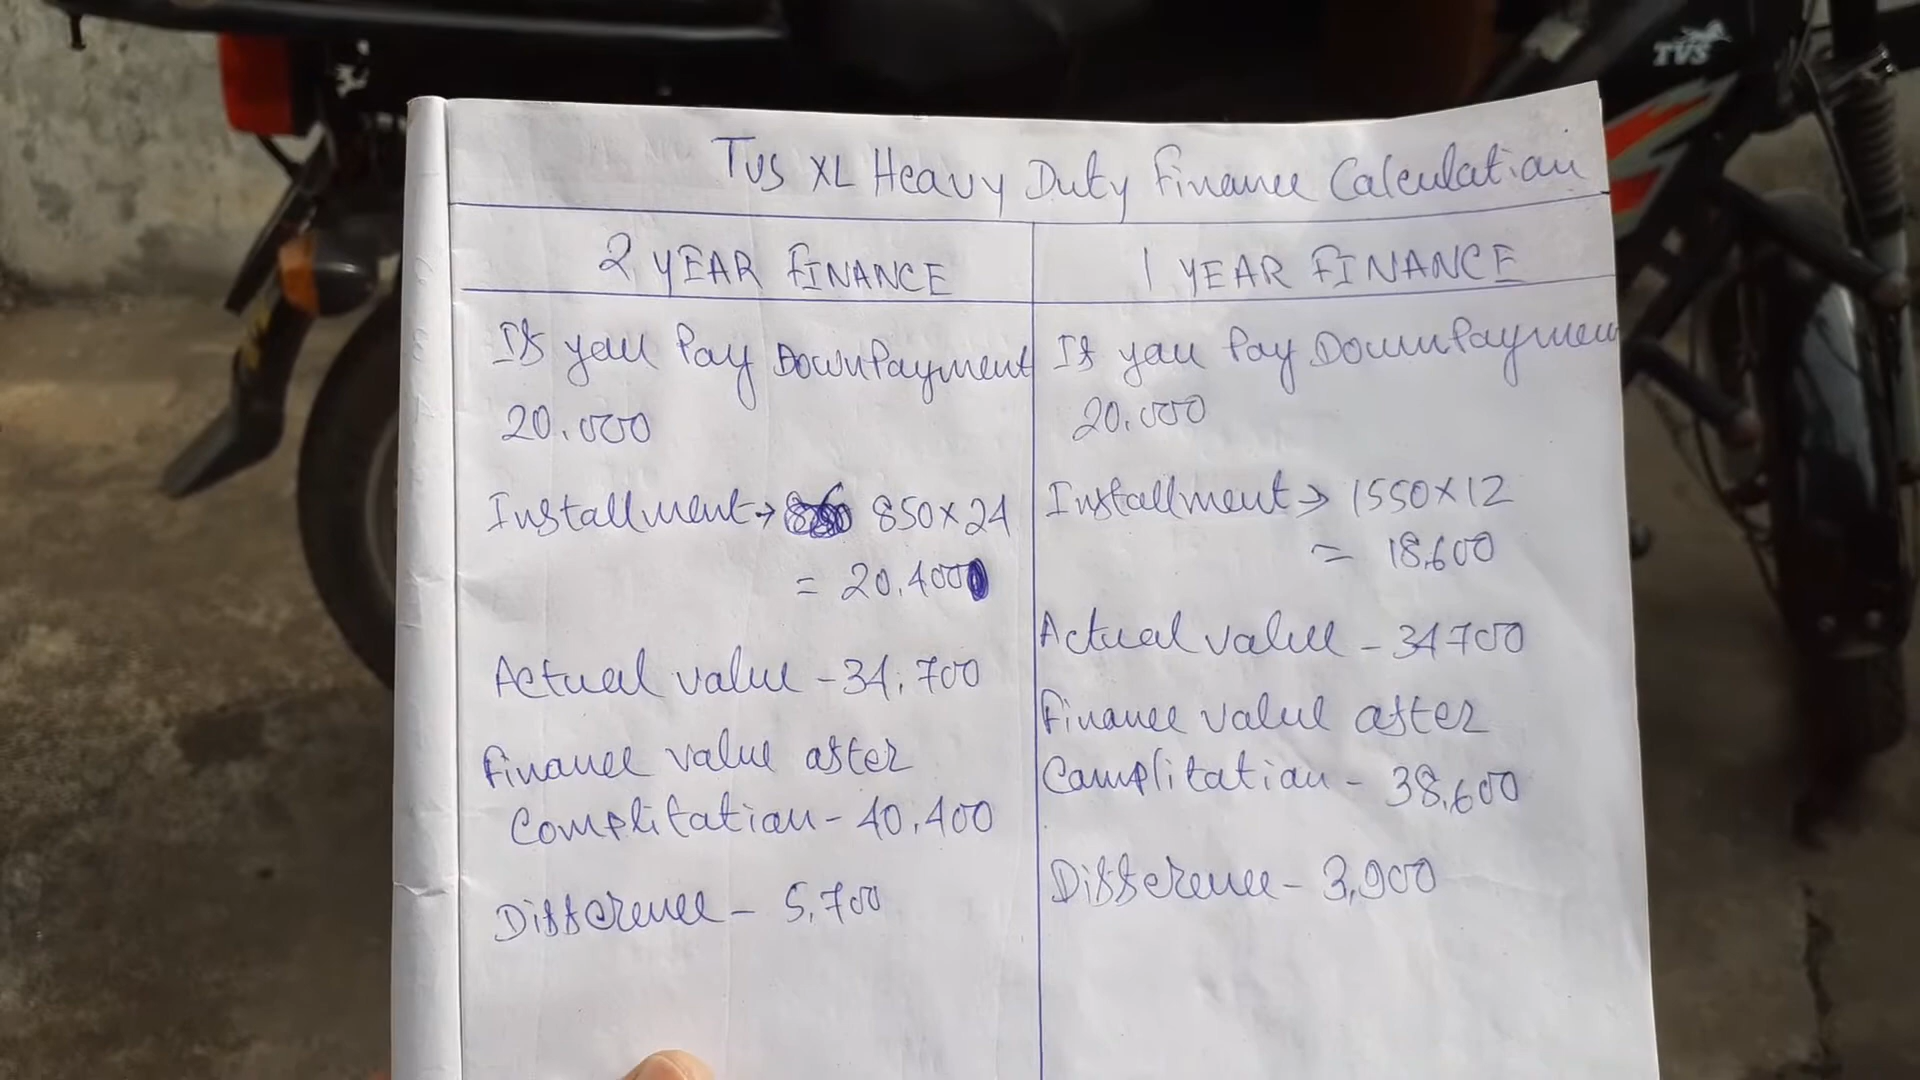 TVS
TVS XL Heavy Duty Finance Calculation
2 YEAR FINANCE
If you Pay DownPayment
20.000
Installment → 850×24
= 20.400
Actual value - 34.700
Finance value after
Complitation - 40.400
Difference - 5.700
1 YEAR FINANCE
If you Pay DownPaymen
20.000
Installment → 1550×12
= 18,600
Actual value - 34700
Finance value after
Complitation - 38,600
Difference - 3,900